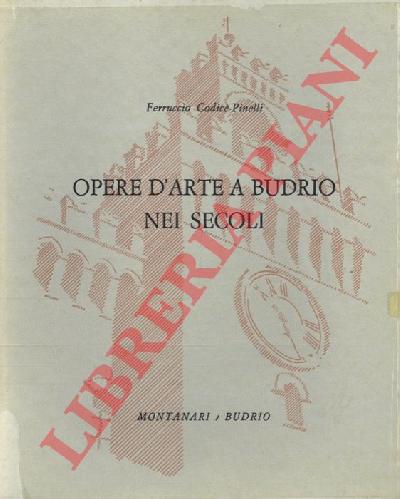 Ferruccio Codicè-Pinelli
OPERE D'ARTE A BUDRIO
NEI SECOLI
LIBRERIA PIANI
MONTANARI / BUDRIO